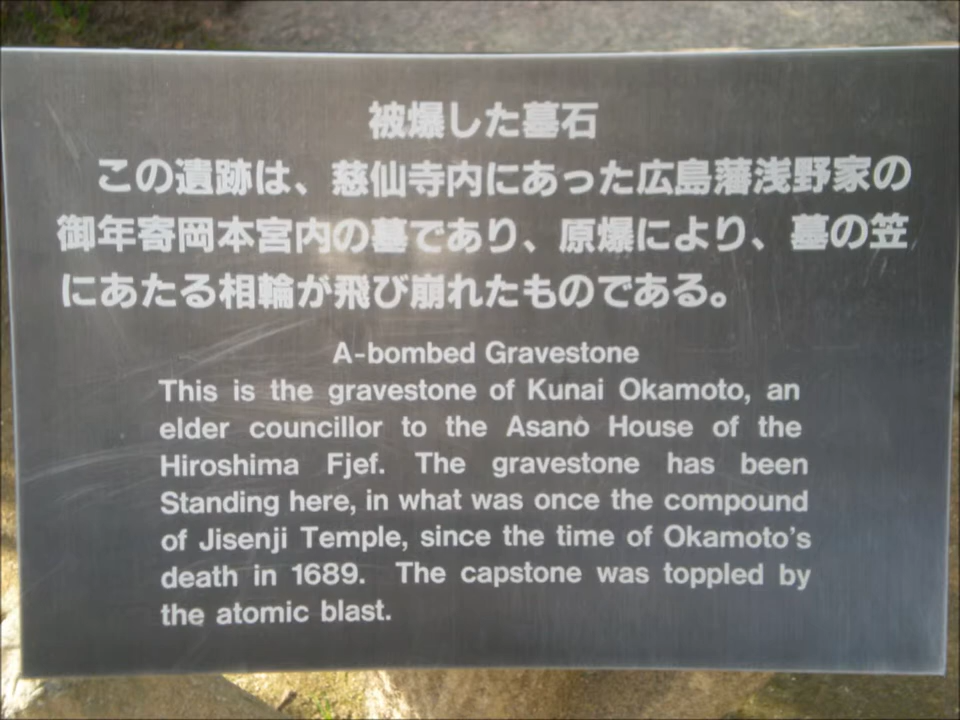 被爆した墓石
この遺跡は、慈仙寺内にあった広島藩浅野家の
御年寄岡本宮内の墓であり、原爆により、墓の笠
にあたる相輪が飛び崩れたものである。
A-bombed Gravestone
This is the gravestone of Kunai Okamoto, an
elder councillor to the Asano House of the
Hiroshima Fjef. The gravestone has been
Standing here, in what was once the compound
of Jisenji Temple, since the time of Okamoto's
death in 1689. The capstone was toppled by
the atomic blast.